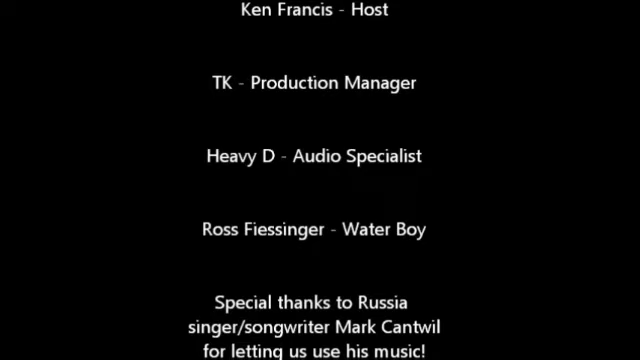 Ken Francis - Host
TK - Production Manager
Heavy D - Audio Specialist
Ross Fiessinger - Water Boy
Special thanks to Russia
singer/songwriter Mark Cantwil
for letting us use his music!